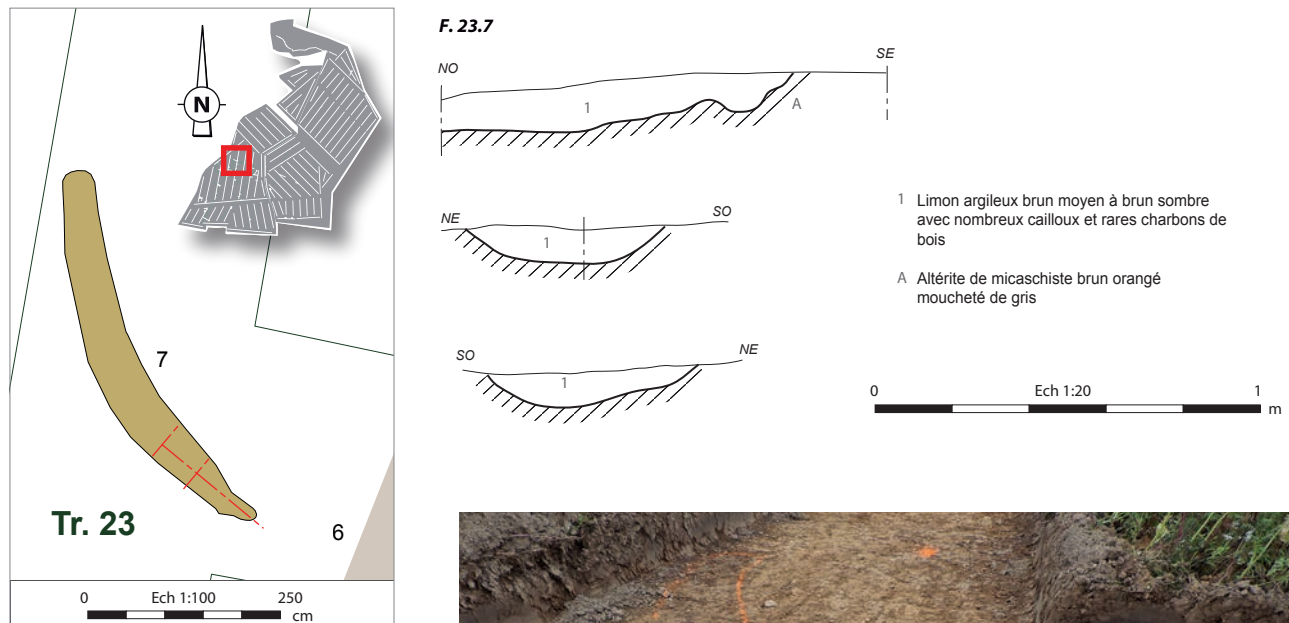 N
7
Tr. 23
6
0 Ech 1:100 250
cm
F. 23.7
NO SE
1 A
NE SO
1
SO NE
1
1 Limon argileux brun moyen à brun sombre
avec nombreux cailloux et rares charbons de
bois
A Altérite de micaschiste brun orangé
moucheté de gris
0 Ech 1:20 1
m